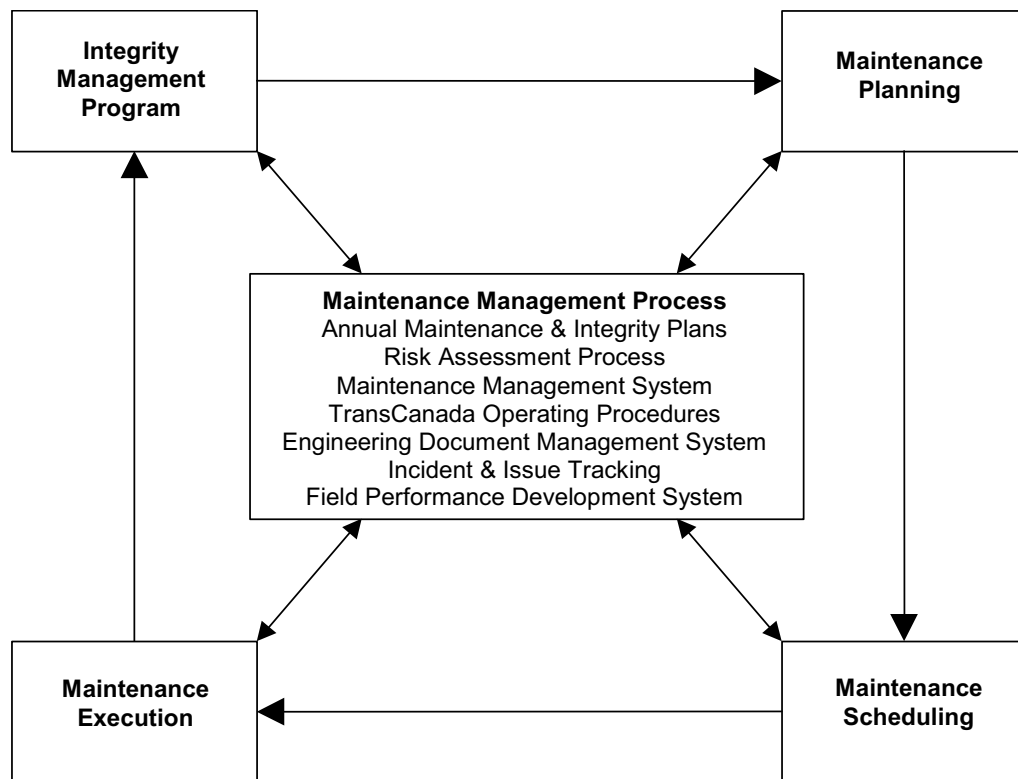 Integrity
Management
Program
Maintenance
Planning
Maintenance Management Process
Annual Maintenance & Integrity Plans
Risk Assessment Process
Maintenance Management System
TransCanada Operating Procedures
Engineering Document Management System
Incident & Issue Tracking
Field Performance Development System
Maintenance
Execution
Maintenance
Scheduling